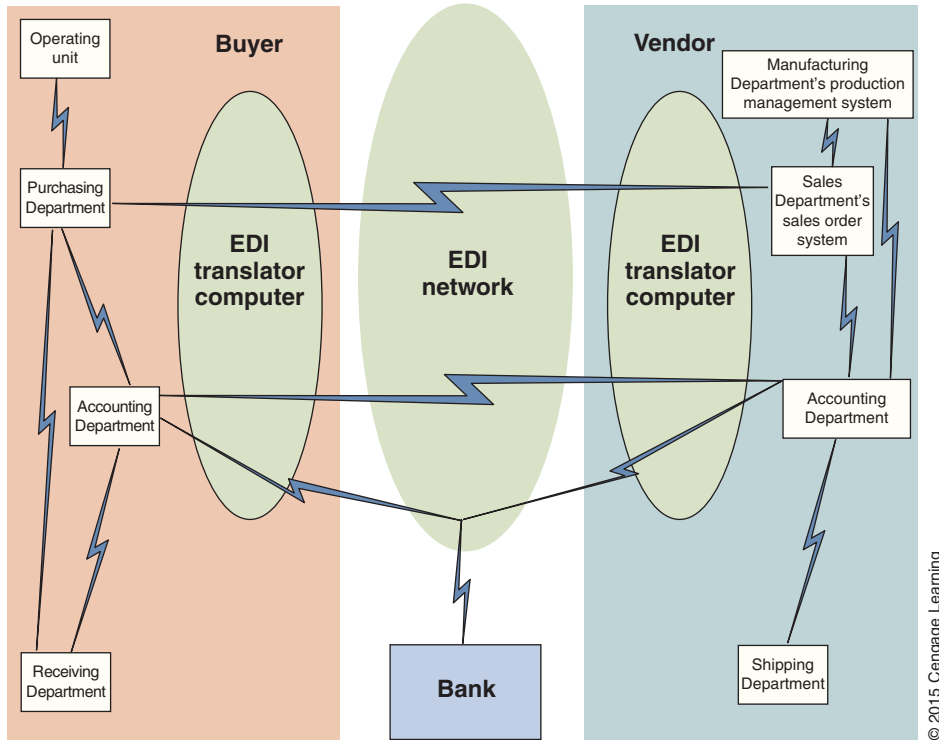 Operating
unit
Buyer
Vendor
Manufacturing
Department's production
management system
Purchasing
Department
Sales
Department's
sales order
system
EDI
translator
computer
EDI
network
EDI
translator
computer
Accounting
Department
Accounting
Department
Receiving
Department
Bank
Shipping
Department
© 2015 Cengage Learning